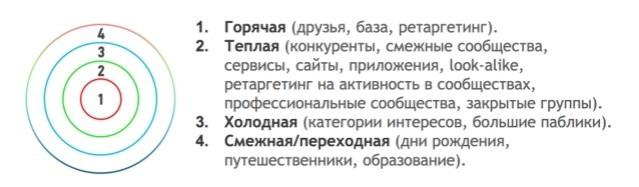 4
3
2
1
1. Горячая (друзья, база, ретаргетинг).
2. Теплая (конкуренты, смежные сообщества,
сервисы, сайты, приложения, look-alike,
ретаргетинг на активность в сообществах,
профессиональные сообщества, закрытые группы).
3. Холодная (категории интересов, большие паблики).
4. Смежная/переходная (дни рождения,
путешественники, образование).